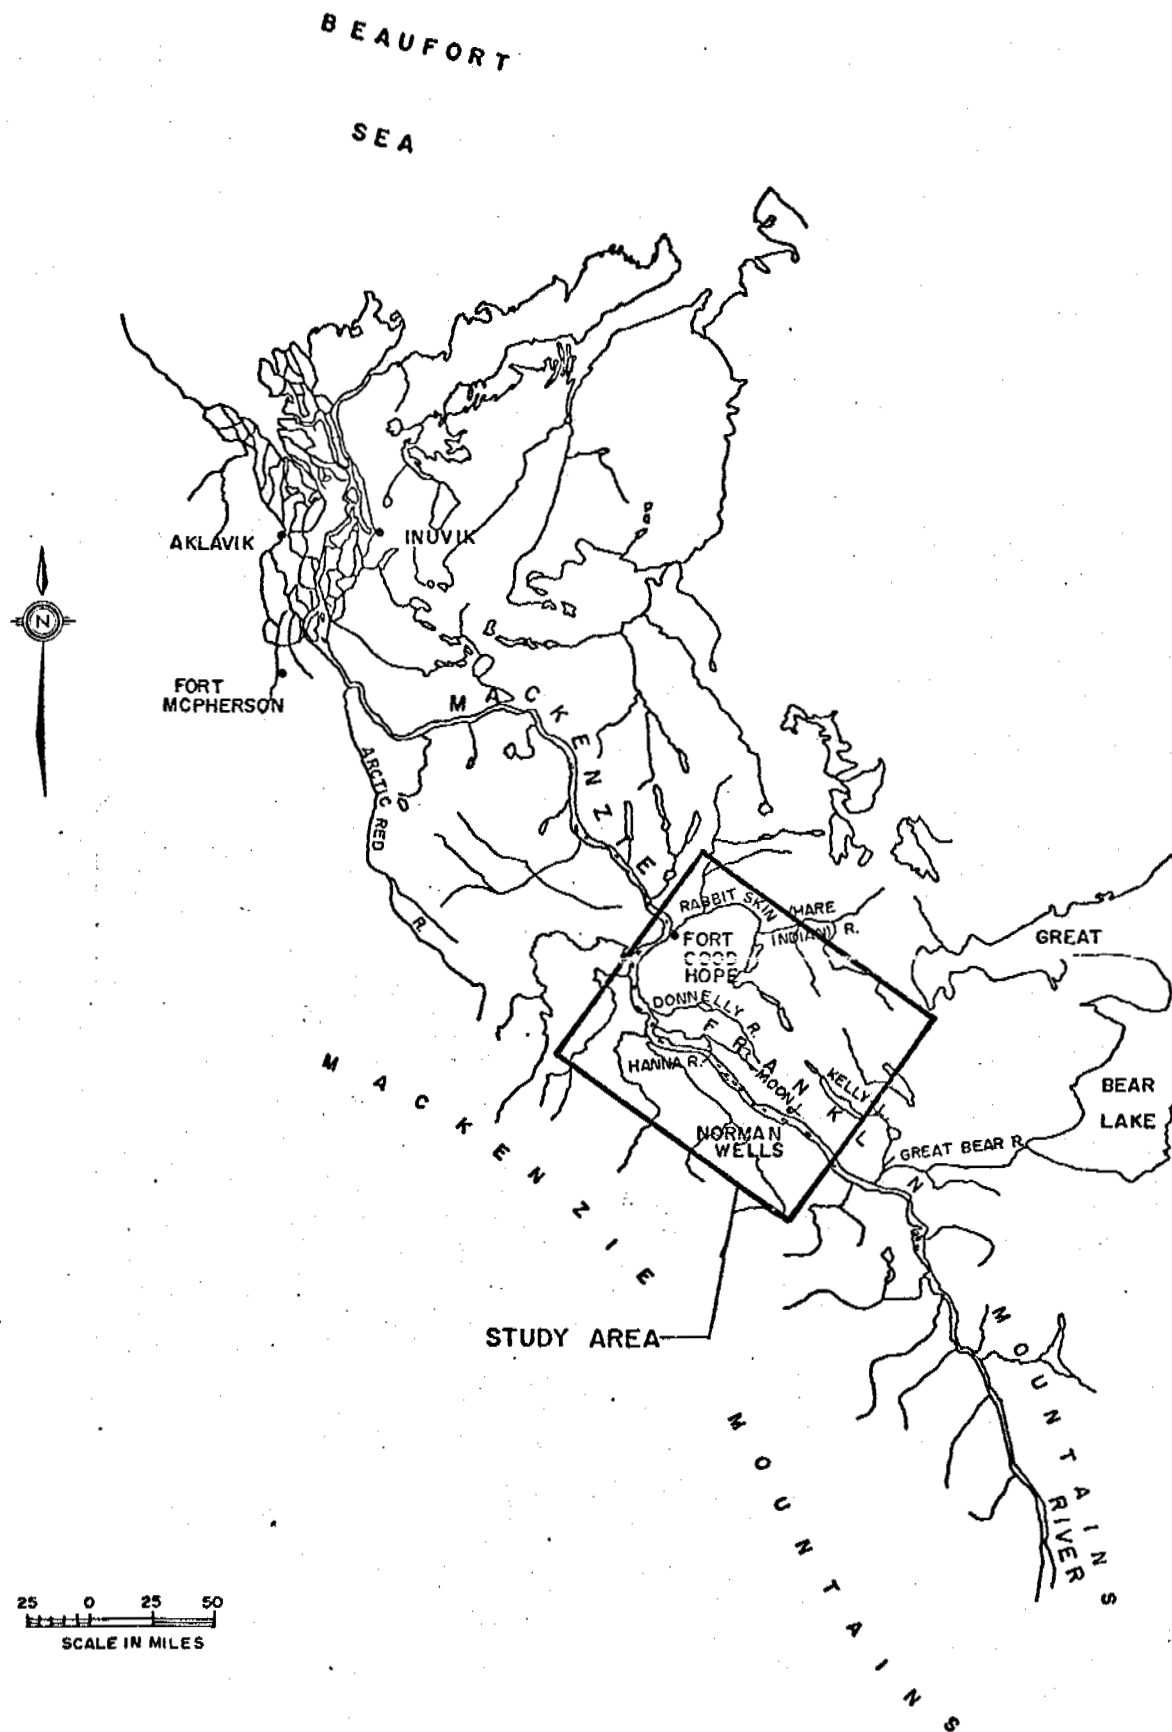 BEAUFORT
SEA
AKLAVIK
INUVIK
N
FORT
MCPHERSON
MACKENZIE
ARCTIC RED
R.
RABBIT SKIN
(HARE
INDIAN) R.
FORT
GOOD
HOPE
GREAT
BEAR
LAKE
DONNELLY R.
HANNA R.
MOON L.
KELLY L.
FRANKLIN
NORMAN
WELLS
GREAT BEAR R.
MACKENZIE
STUDY AREA
MOUNTAINS
RIVER
MOUNTAINS
25 0 25 50
SCALE IN MILES